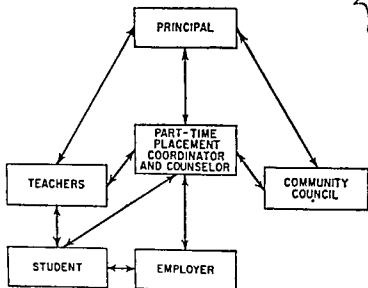 PRINCIPAL
PART-TIME
PLACEMENT
COORDINATOR
AND COUNSELOR
TEACHERS
COMMUNITY
COUNCIL
STUDENT
EMPLOYER